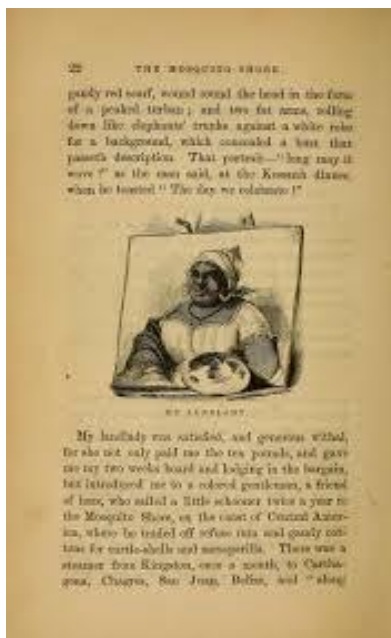 22 THE MOSQUITO SHORE.
gaudy red scarf, wound round the head in the form
of a peaked turban; and two fat arms, rolling
down like elephants' trunks against a white robe
for a background, which concealed a bust that
passeth description. That portrait—"long may it
wave!" as the man said, at the Kossuth dinner,
when he toasted "The day we celebrate!"
MY LANDLADY.
My landlady was satisfied, and generous withal,
for she not only paid me the ten pounds, and gave
me my two weeks board and lodging in the bargain,
but introduced me to a colored gentleman, a friend
of hers, who sailed a little schooner twice a year to
the Mosquito Shore, on the coast of Central Amer-
ica, where he traded off refuse rum and gaudy cot-
tons for turtle-shells and sarsaparilla. There was a
steamer from Kingston, once a month, to Cartha-
gena, Chagres, San Juan, Belize, and "along